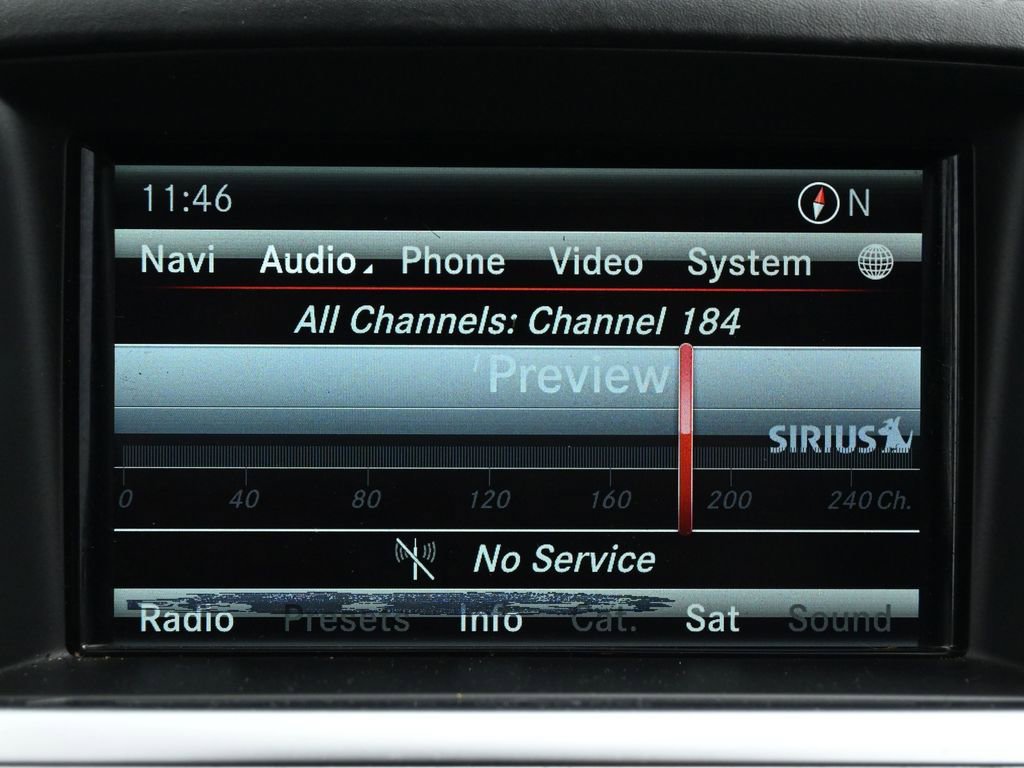 11:46 N
Navi Audio Phone Video System
All Channels: Channel 184
Preview
SIRIUS
0 40 80 120 160 200 240 Ch.
No Service
Radio Presets Info Cat. Sat Sound